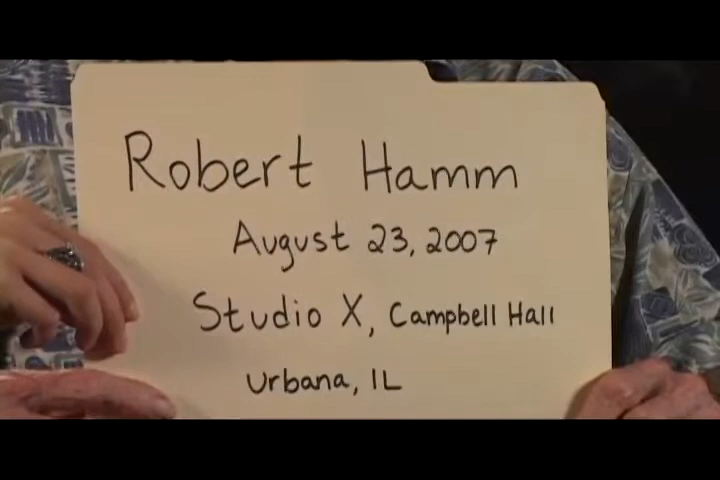 Robert Hamm
August 23, 2007
Studio X, Campbell Hall
Urbana, IL